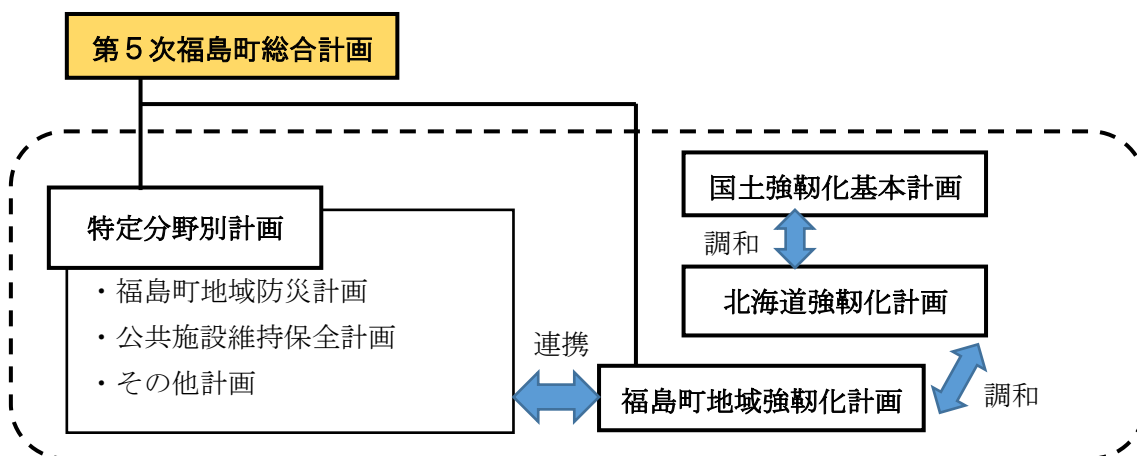 第５次福島町総合計画
特定分野別計画
・福島町地域防災計画
・公共施設維持保全計画
・その他計画
連携
国土強靭化基本計画
調和
北海道強靭化計画
調和
福島町地域強靭化計画